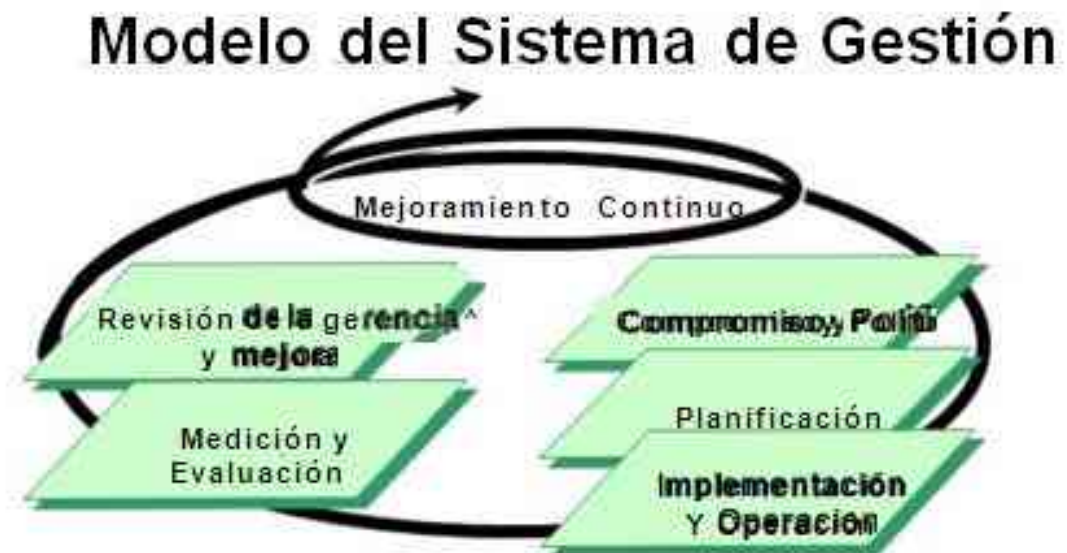 Modelo del Sistema de Gestión
Mejoramiento Continuo
Revisión de la gerencia
y mejora
Compromiso y
Planificación
Medición y
Evaluación
Implementación
Y Operación